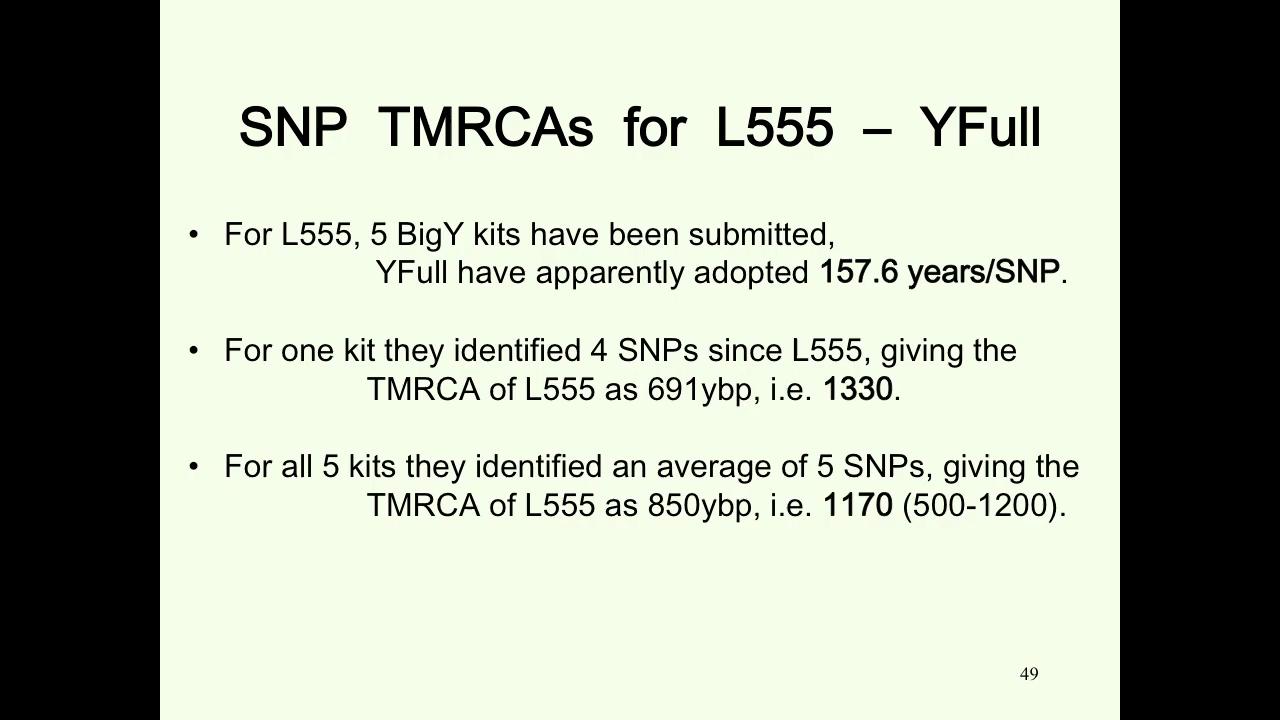 SNP TMRCAs for L555 – YFull
• For L555, 5 BigY kits have been submitted,
YFull have apparently adopted 157.6 years/SNP.
• For one kit they identified 4 SNPs since L555, giving the
TMRCA of L555 as 691ybp, i.e. 1330.
• For all 5 kits they identified an average of 5 SNPs, giving the
TMRCA of L555 as 850ybp, i.e. 1170 (500-1200).
49